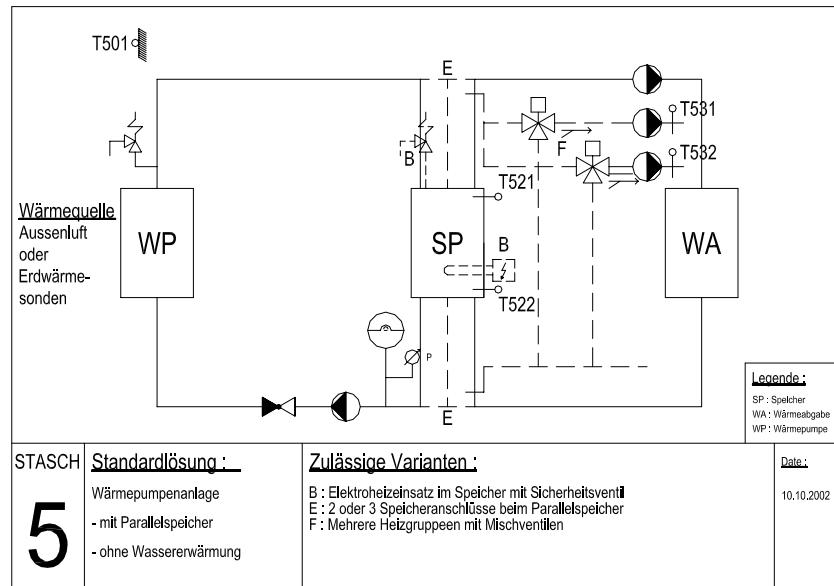 T501
E
T531
B
F
T532
T521
Wärmequelle
Aussenluft
oder
Erdwärme-
sonden
WP
SP
B
WA
T522
P
E
Legende :
SP : Speicher
WA : Wärmeabgabe
WP : Wärmepumpe
STASCH
5
Standardlösung :
Wärmepumpenanlage
- mit Parallelspeicher
- ohne Wassererwärmung
Zulässige Varianten :
B : Elektroheizeinsatz im Speicher mit Sicherheitsventil
E : 2 oder 3 Speicheranschlüsse beim Parallelspeicher
F : Mehrere Heizgruppeen mit Mischventilen
Date :
10.10.2002